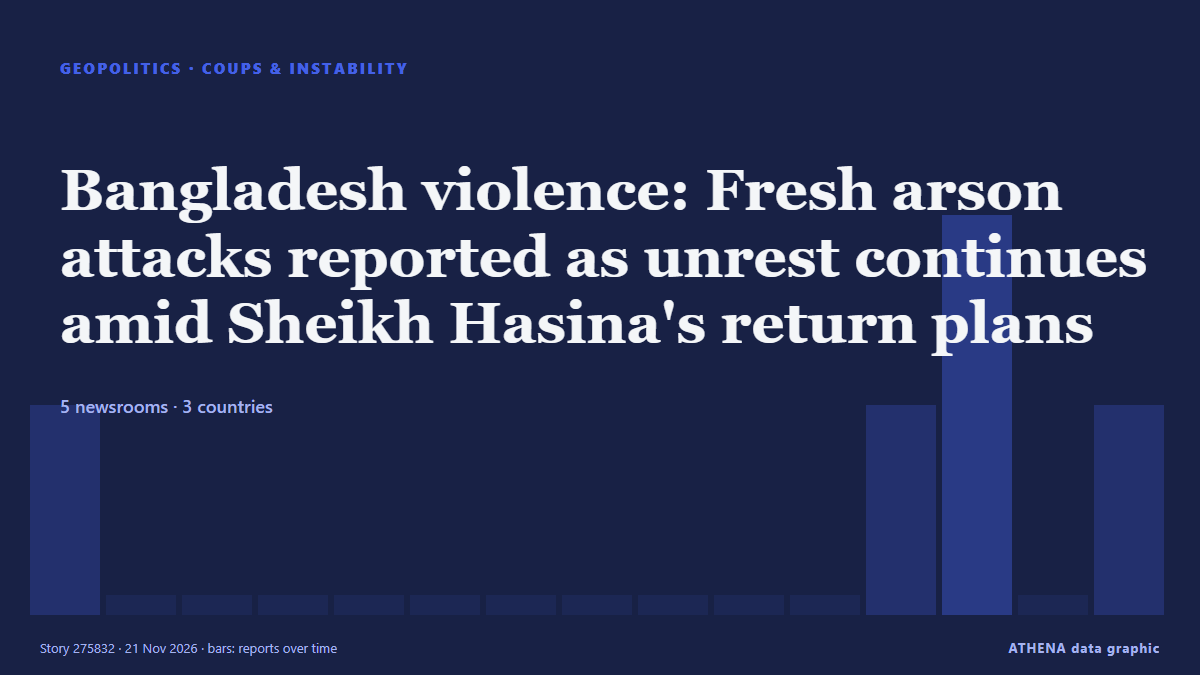 GEOPOLITICS · COUPS & INSTABILITY
Bangladesh violence: Fresh arson
attacks reported as unrest continues
amid Sheikh Hasina's return plans
5 newsrooms · 3 countries
Story 275832 · 21 Nov 2026 · bars: reports over time
ATHENA data graphic